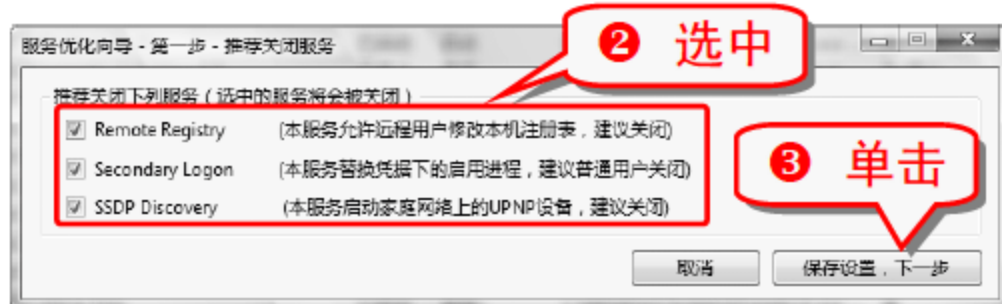 服务优化向导 - 第一步 - 推荐关闭服务
❷ 选中
推荐关闭下列服务（选中的服务将会被关闭）
Remote Registry (本服务允许远程用户修改本机注册表，建议关闭)
Secondary Logon (本服务替换凭据下的启用进程，建议普通用户关闭)
SSDP Discovery (本服务启动家庭网络上的UPNP设备，建议关闭)
❸ 单击
取消 保存设置，下一步